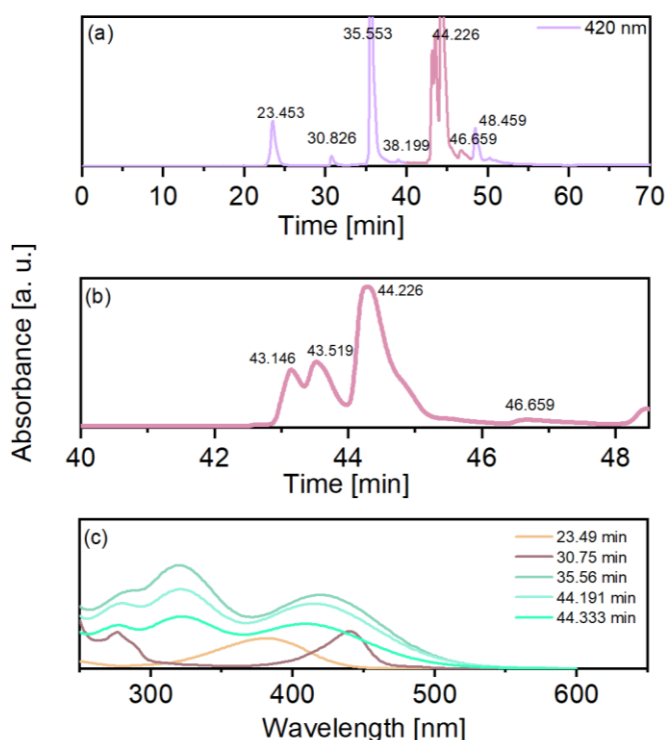 (a)
420 nm
35.553
44.226
23.453
30.826
38.199
46.659
48.459
0 10 20 30 40 50 60 70
Time [min]
Absorbance [a. u.]
(b)
44.226
43.146
43.519
46.659
40 42 44 46 48
Time [min]
(c)
23.49 min
30.75 min
35.56 min
44.191 min
44.333 min
300 400 500 600
Wavelength [nm]